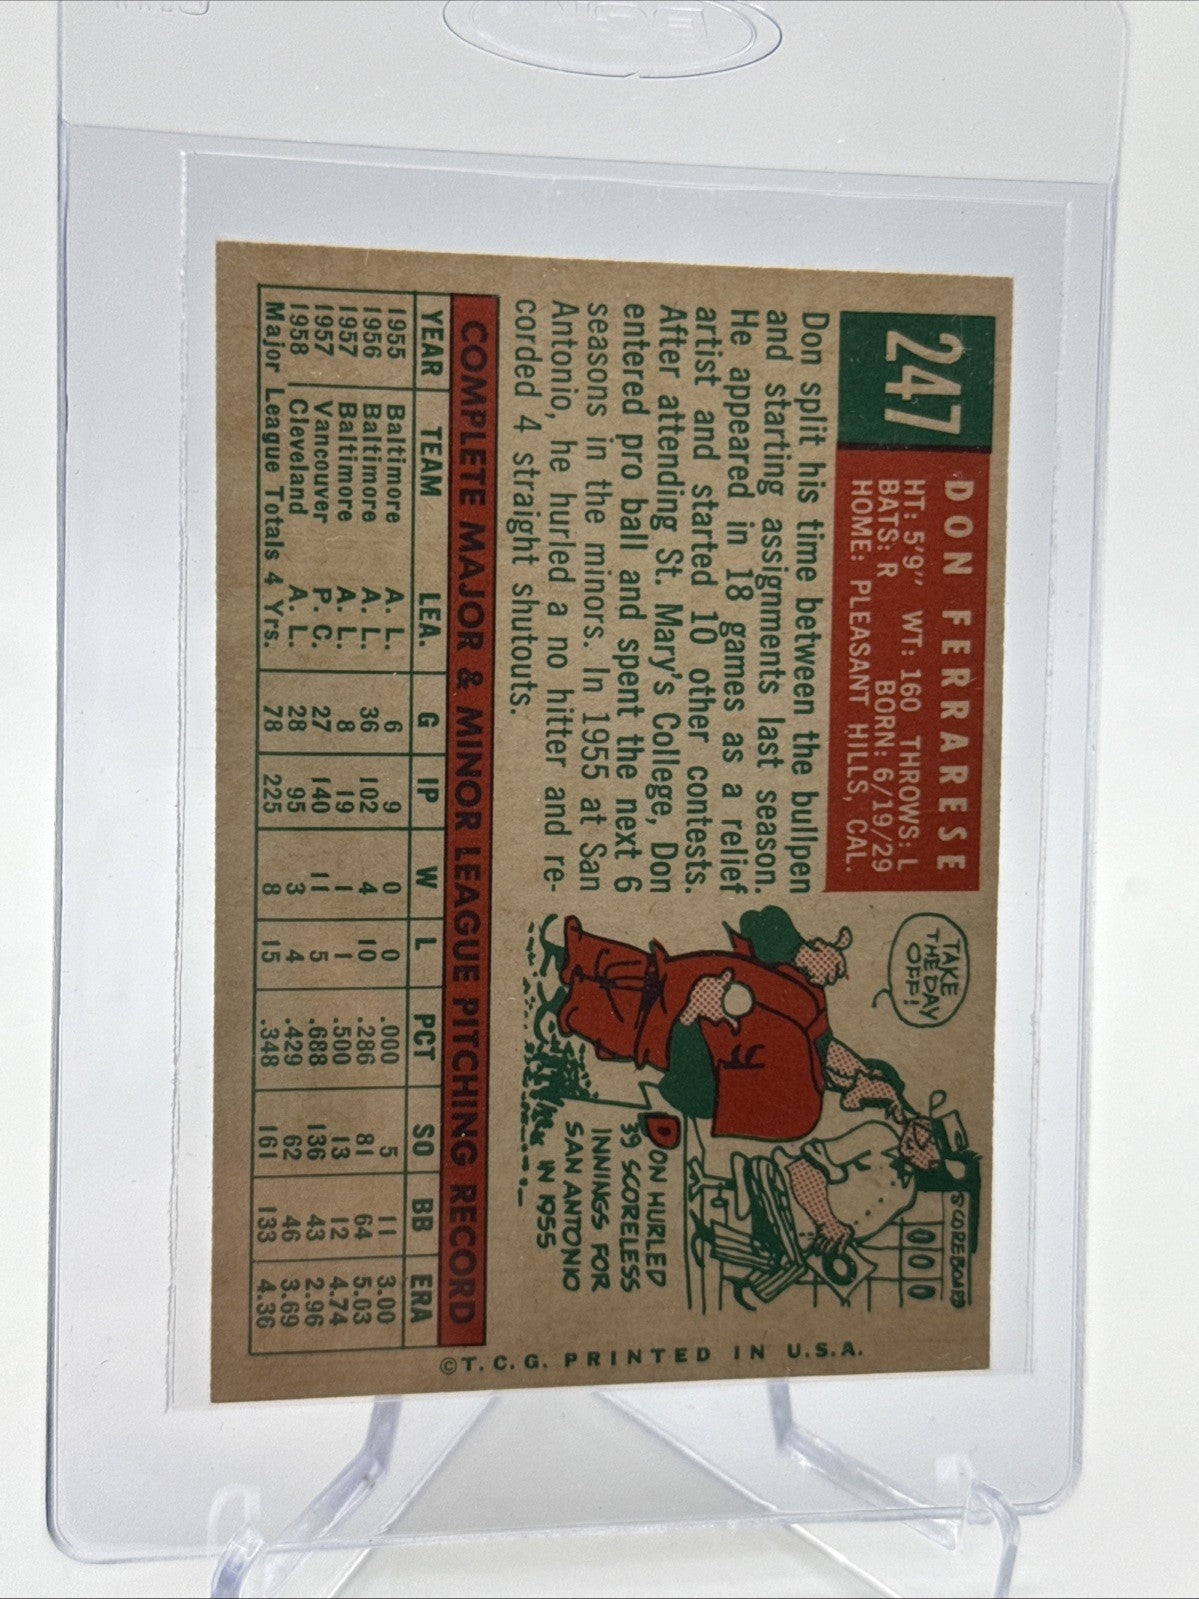 247
DON FERRARESE
HT: 5'9" WT: 160 THROWS: L
BATS: R BORN: 6/19/29
HOME: PLEASANT HILLS, CAL.
Don split his time between the bullpen
and starting assignments last season.
He appeared in 18 games as a relief
artist and started 10 other contests.
After attending St. Mary's College, Don
entered pro ball and spent the next 6
seasons in the minors. In 1955 at San
Antonio, he hurled a no hitter and re-
corded 4 straight shutouts.
TAKE
THE DAY
OFF!
SCOREBOARD
000
DON HURLED
39 SCORELESS
INNINGS FOR
SAN ANTONIO
IN 1955
COMPLETE MAJOR & MINOR LEAGUE PITCHING RECORD
YEAR TEAM LEA. G IP W L PCT SO BB ERA
1955 Baltimore A. L. 6 9 0 0 .000 5 11 3.00
1956 Baltimore A. L. 36 102 4 10 .286 81 64 5.03
1957 Baltimore A. L. 8 19 1 1 .500 13 12 4.74
1957 Vancouver P. C. 27 140 11 5 .688 136 43 2.96
1958 Cleveland A. L. 28 95 3 4 .429 62 46 3.69
Major League Totals 4 Yrs. 78 225 8 15 .348 161 133 4.36
©T. C. G. PRINTED IN U.S.A.